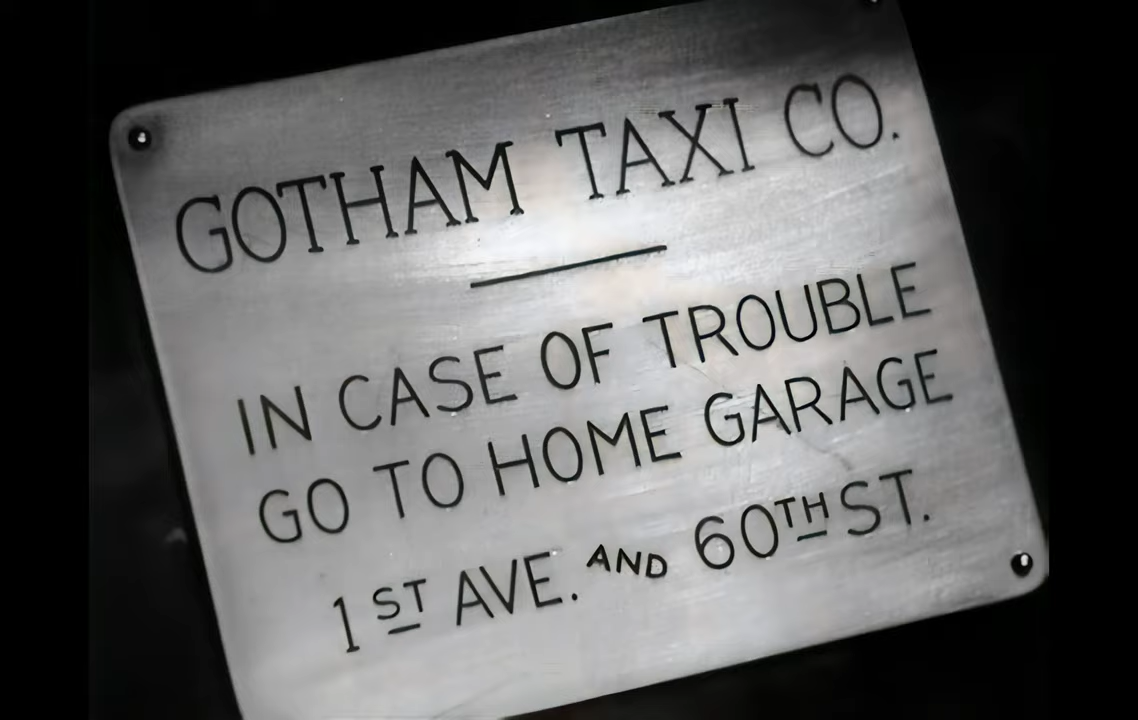 GOTHAM TAXI CO.
IN CASE OF TROUBLE
GO TO HOME GARAGE
1ST AVE. AND 60TH ST.